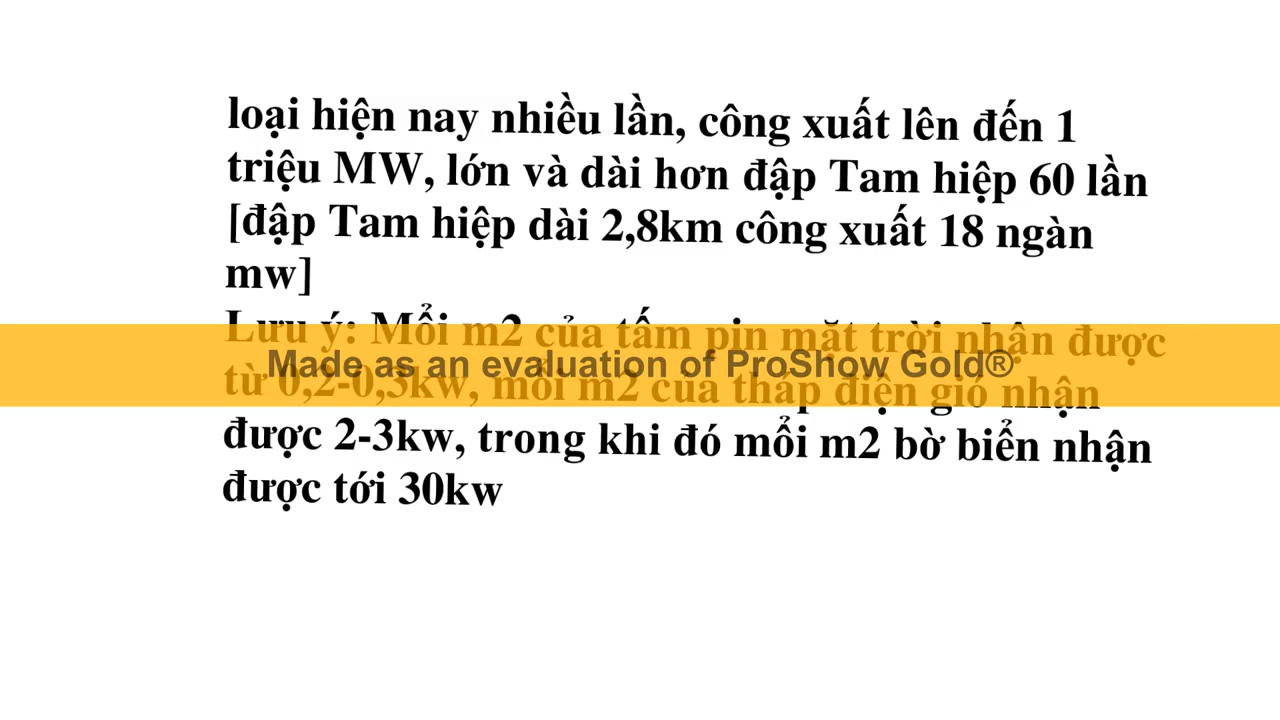 loại hiện nay nhiều lần, công xuất lên đến 1
triệu MW, lớn và dài hơn đập Tam hiệp 60 lần
[đập Tam hiệp dài 2,8km công xuất 18 ngàn
mw]
Lưu ý: Mổi m2 của tấm pin mặt trời nhận được
Made as an evaluation of ProShow Gold®
từ 0,2-0,3kw, mổi m2 của tháp điện gió nhận
được 2-3kw, trong khi đó mổi m2 bờ biển nhận
được tới 30kw